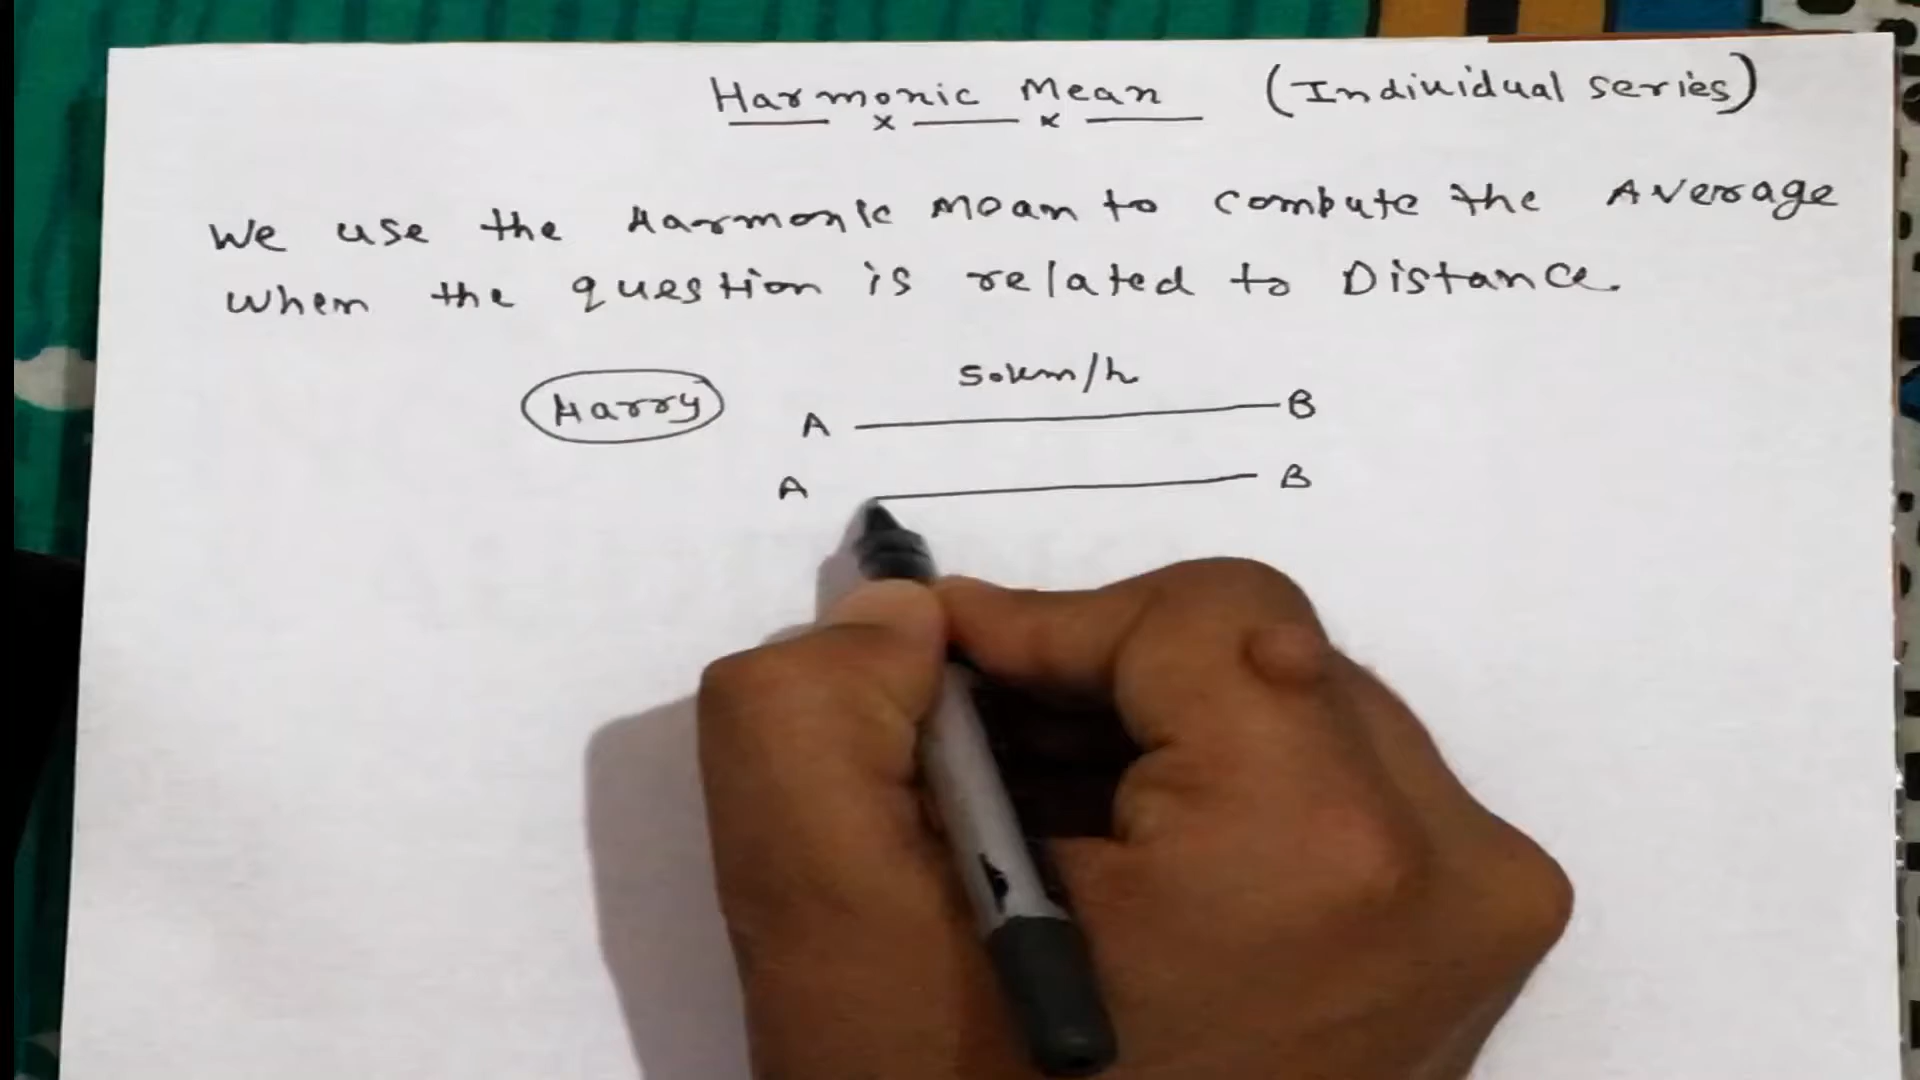 Harmonic Mean (Individual series)
We use the Harmonic Mean to compute the Average
When the question is related to Distance.
50km/h
Harry A B
A B